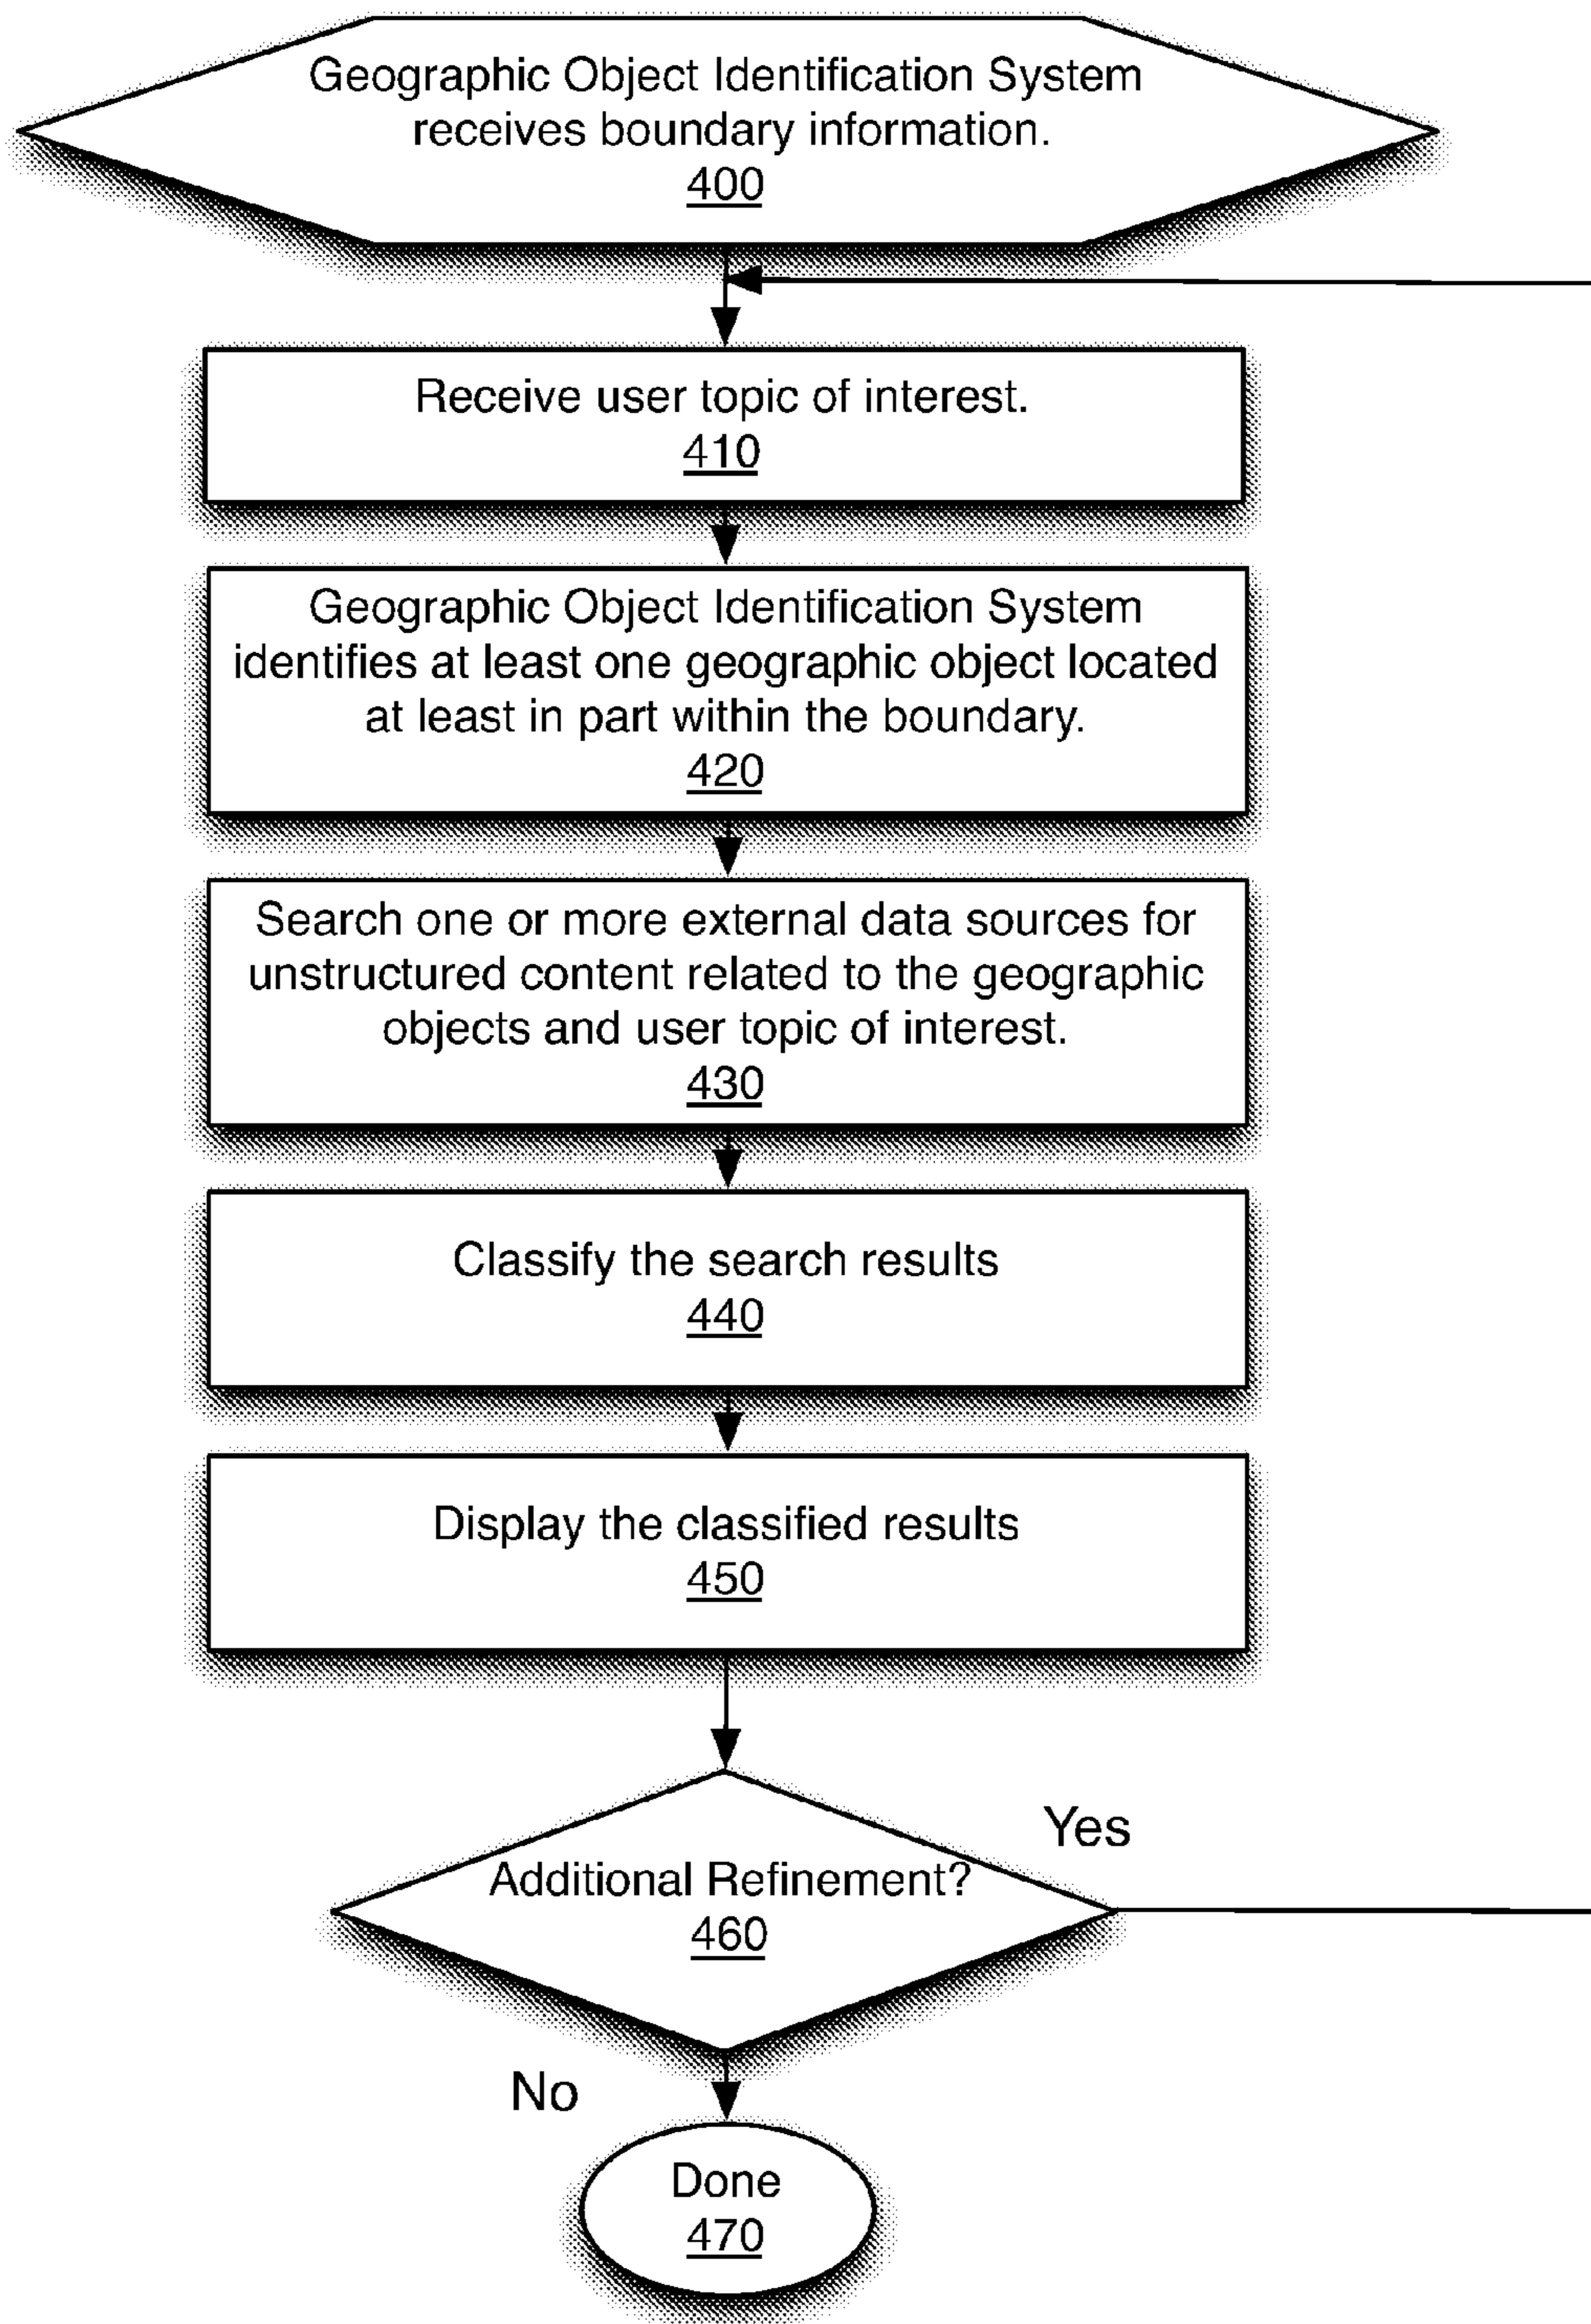 Geographic Object Identification System
receives boundary information.
400
Receive user topic of interest.
410
Geographic Object Identification System
identifies at least one geographic object located
at least in part within the boundary.
420
Search one or more external data sources for
unstructured content related to the geographic
objects and user topic of interest.
430
Classify the search results
440
Display the classified results
450
Yes
Additional Refinement?
460
No
Done
470